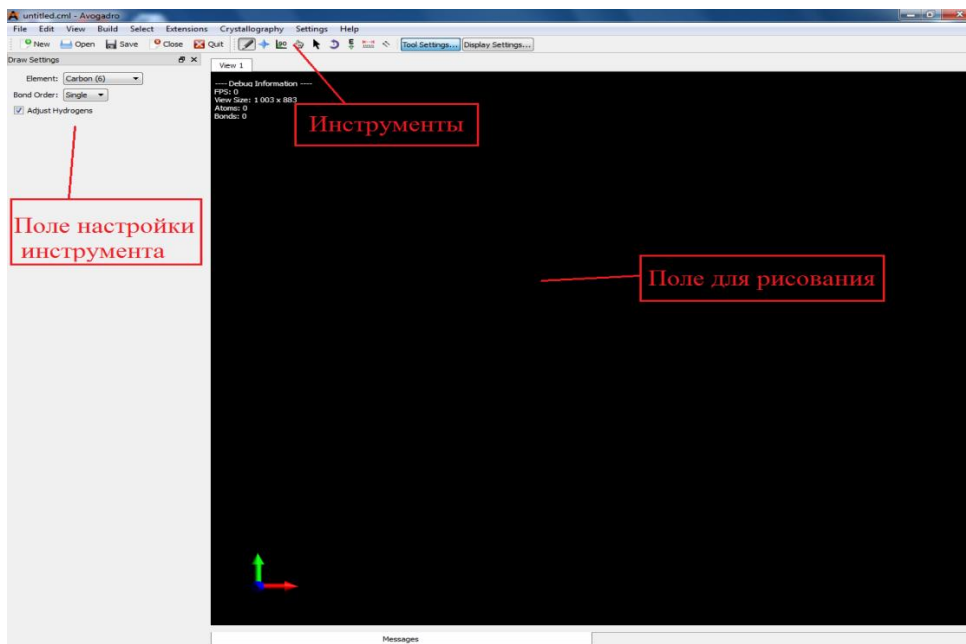 untitled.cml - Avogadro
File Edit View Build Select Extensions Crystallography Settings Help
New Open Save Close Quit Tool Settings... Display Settings...
Draw Settings
View 1
Element: Carbon (6)
Bond Order: Single
Adjust Hydrogens
---- Debug Information ----
FPS: 0
View Size: 1 003 x 883
Atoms: 0
Bonds: 0
Инструменты
Поле настройки
инструмента
Поле для рисования
Messages